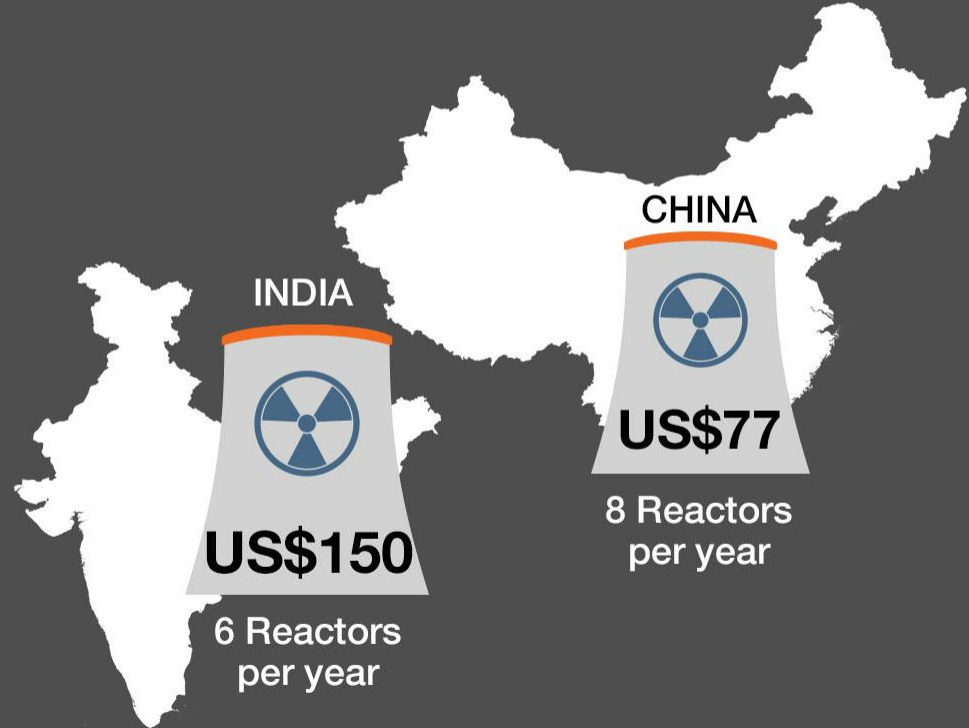 CHINA
US$77
8 Reactors
per year
INDIA
US$150
6 Reactors
per year